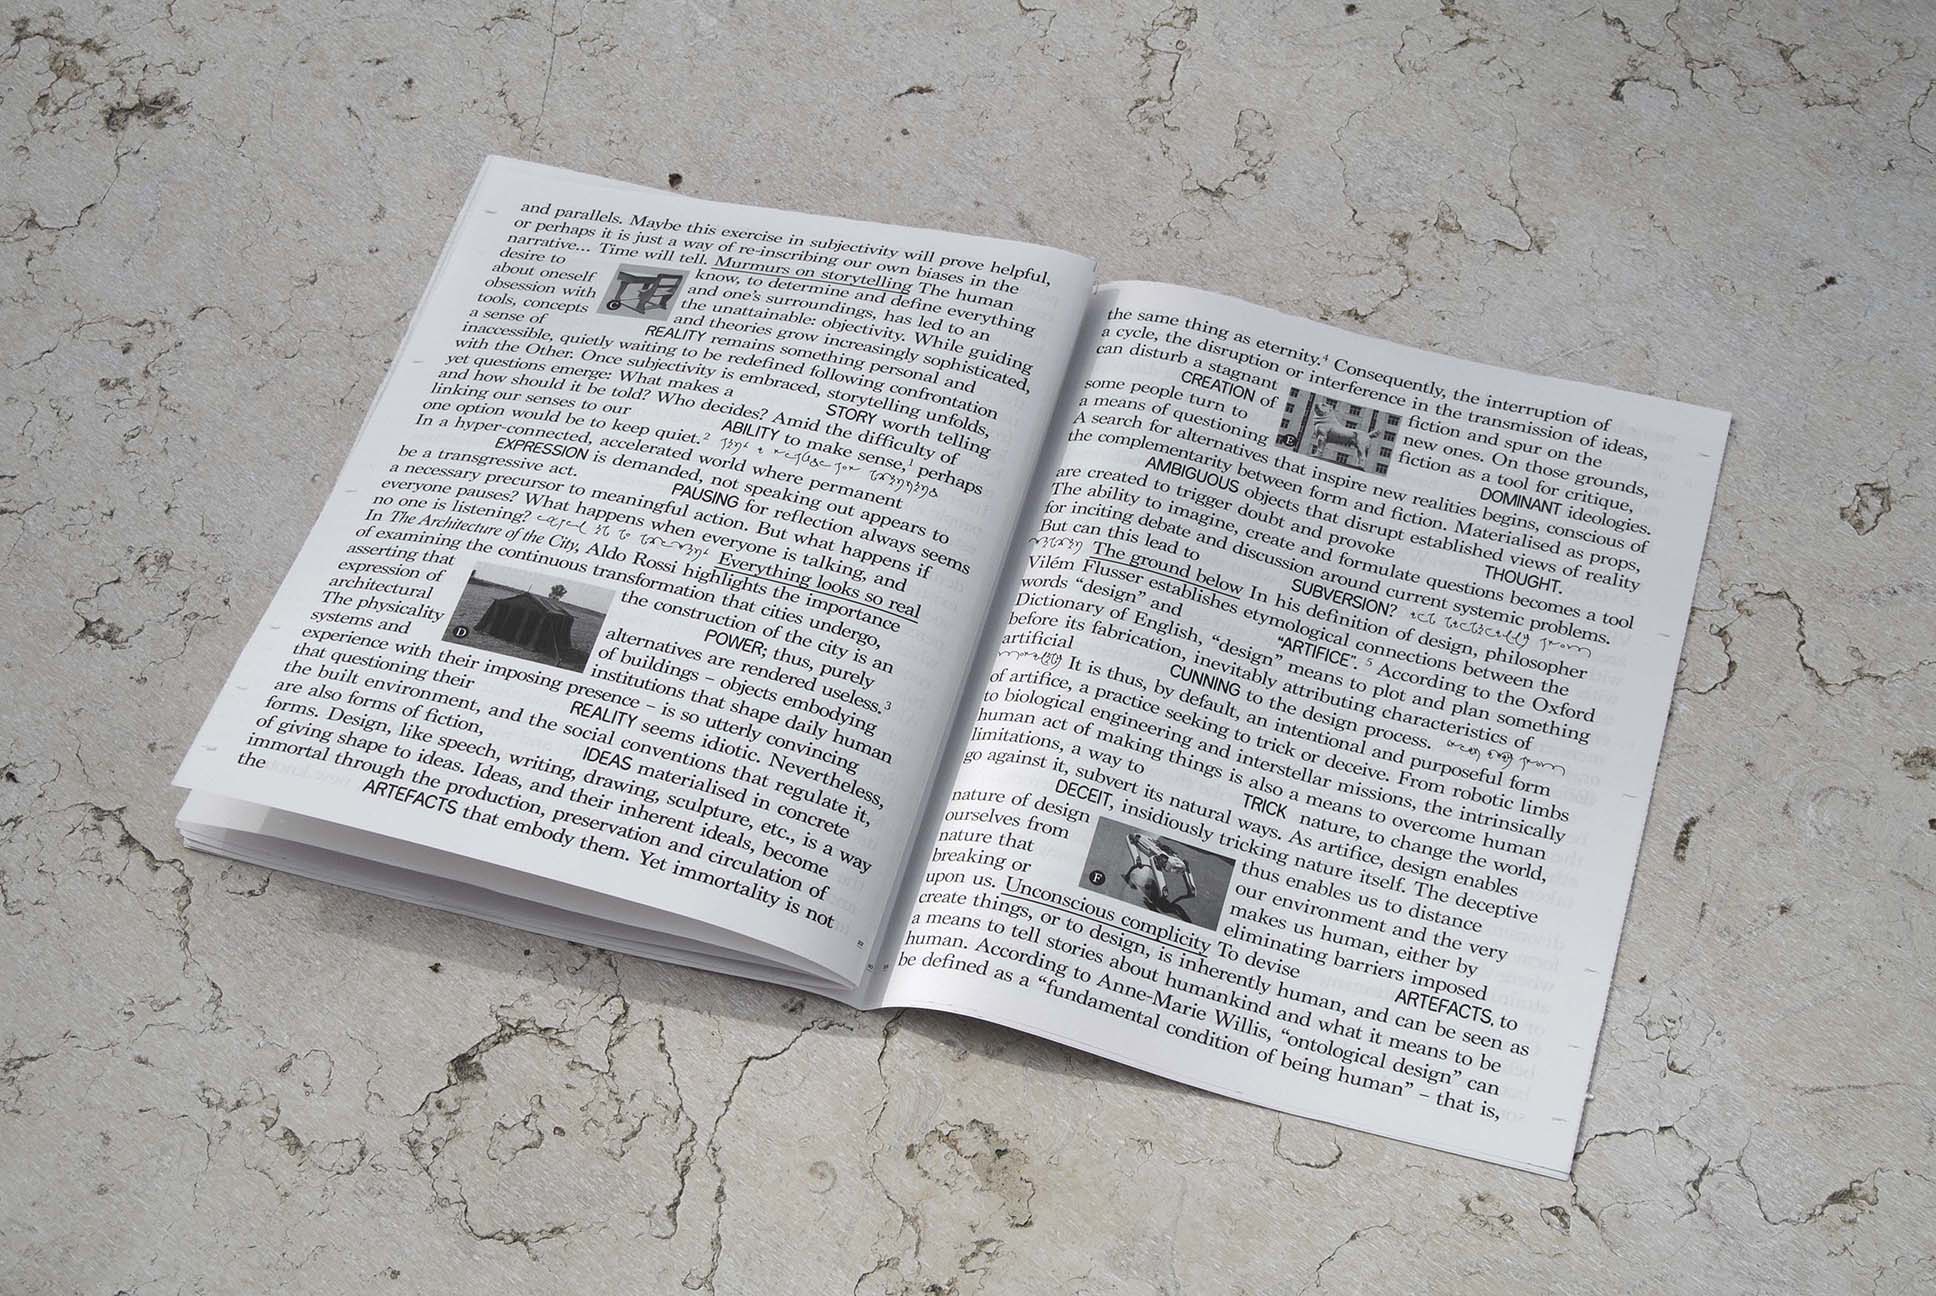 and parallels. Maybe this exercise in subjectivity will prove helpful,
or perhaps it is just a way of re-inscribing our own biases in the
narrative… Time will tell. Murmurs on storytelling The human
desire to know, to determine and define everything
about oneself and one’s surroundings, has led to an
obsession with the unattainable: objectivity. While guiding
tools, concepts and theories grow increasingly sophisticated,
a sense of REALITY remains something personal and
inaccessible, quietly waiting to be redefined following confrontation
with the Other. Once subjectivity is embraced, storytelling unfolds,
yet questions emerge: What makes a STORY worth telling
and how should it be told? Who decides? Amid the difficulty of
linking our senses to our ABILITY to make sense,1 perhaps
one option would be to keep quiet.2
In a hyper-connected, accelerated world where permanent
EXPRESSION is demanded, not speaking out appears to
be a transgressive act. PAUSING for reflection always seems
a necessary precursor to meaningful action. But what happens if
everyone pauses? What happens when everyone is talking, and
no one is listening? Everything looks so real
In The Architecture of the City, Aldo Rossi highlights the importance
of examining the continuous transformation that cities undergo,
asserting that the construction of the city is an
expression of POWER; thus, purely
architectural alternatives are rendered useless.3
The physicality of buildings – objects embodying
systems and institutions that shape daily human
experience with their imposing presence – is so utterly convincing
that questioning their REALITY seems idiotic. Nevertheless,
the built environment, and the social conventions that regulate it,
are also forms of fiction, IDEAS materialised in concrete
forms. Design, like speech, writing, drawing, sculpture, etc., is a way
of giving shape to ideas. Ideas, and their inherent ideals, become
immortal through the production, preservation and circulation of
the ARTEFACTS that embody them. Yet immortality is not
C
D
the same thing as eternity.4 Consequently, the interruption of
a cycle, the disruption or interference in the transmission of ideas,
can disturb a stagnant fiction and spur on the
CREATION of new ones. On those grounds,
some people turn to fiction as a tool for critique,
a means of questioning DOMINANT ideologies.
A search for alternatives that inspire new realities begins, conscious of
the complementarity between form and fiction. Materialised as props,
AMBIGUOUS objects that disrupt established views of reality
are created to trigger doubt and provoke THOUGHT.
The ability to imagine, create and formulate questions becomes a tool
for inciting debate and discussion around current systemic problems.
But can this lead to SUBVERSION?
The ground below In his definition of design, philosopher
Vilém Flusser establishes etymological connections between the
words “design” and “ARTIFICE”.5 According to the Oxford
Dictionary of English, “design” means to plot and plan something
before its fabrication, inevitably attributing characteristics of
artificial CUNNING to the design process.
It is thus, by default, an intentional and purposeful form
of artifice, a practice seeking to trick or deceive. From robotic limbs
to biological engineering and interstellar missions, the intrinsically
human act of making things is also a means to overcome human
limitations, a way to TRICK nature, to change the world,
go against it, subvert its natural ways. As artifice, design enables
DECEIT, insidiously tricking nature itself. The deceptive
nature of design thus enables us to distance
ourselves from our environment and the very
nature that makes us human, either by
breaking or eliminating barriers imposed
upon us. Unconscious complicity To devise ARTEFACTS, to
create things, or to design, is inherently human, and can be seen as
a means to tell stories about humankind and what it means to be
human. According to Anne-Marie Willis, “ontological design” can
be defined as a “fundamental condition of being human” – that is,
E
F